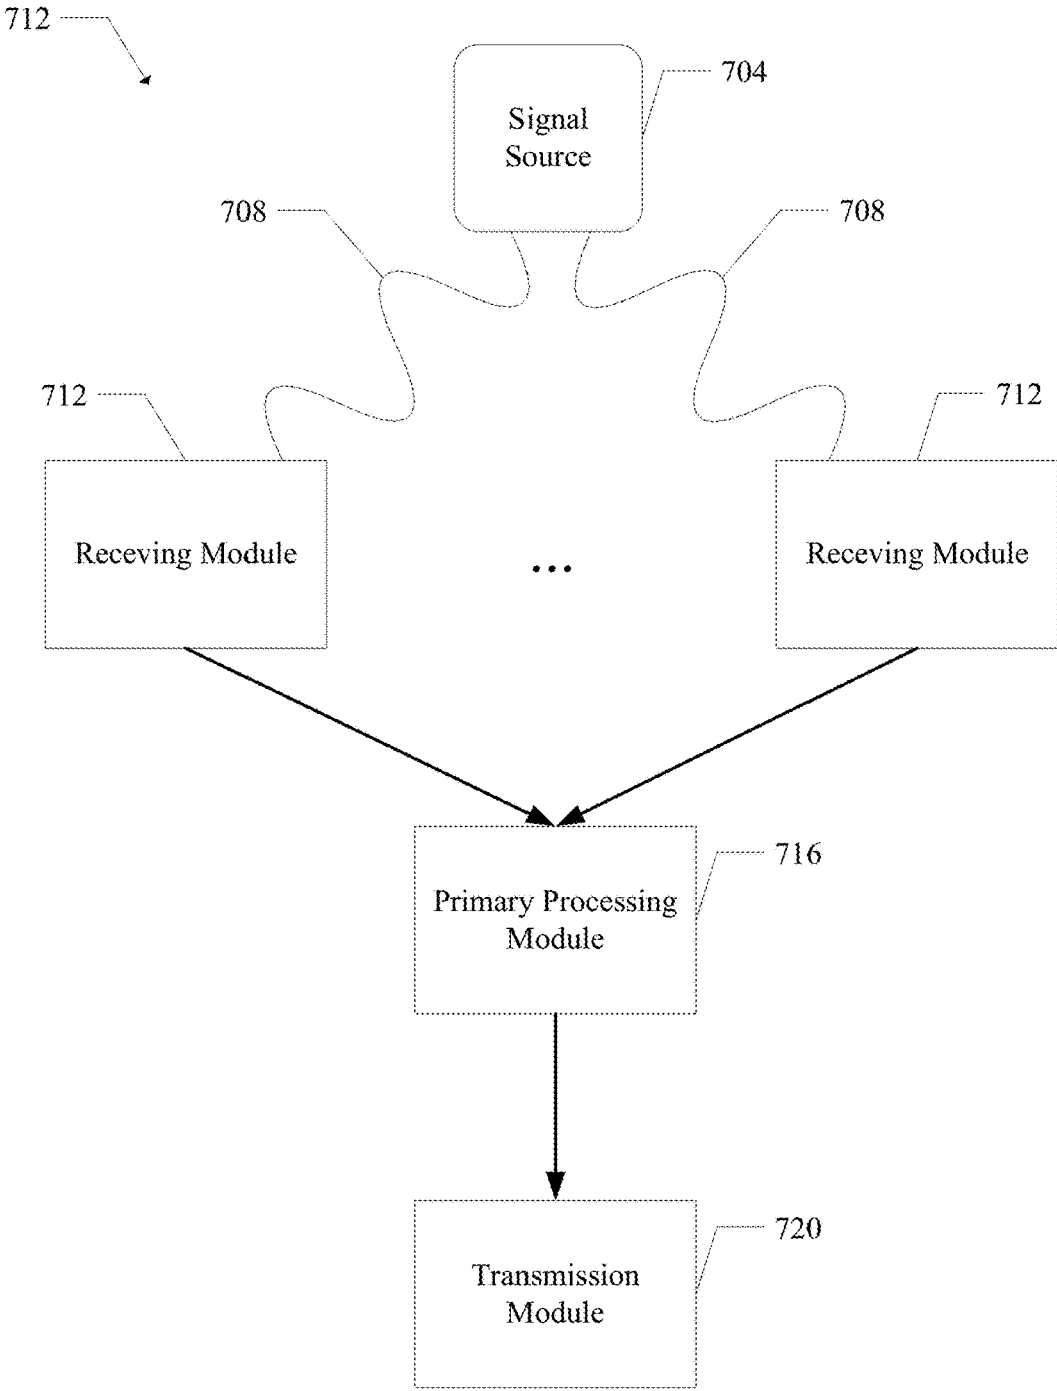 712
704
Signal
Source
708
708
712
712
Receving Module
...
Receving Module
716
Primary Processing
Module
720
Transmission
Module